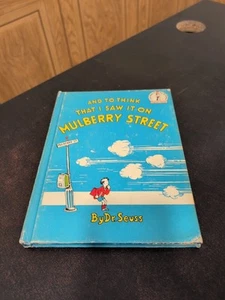 AND TO THINK
THAT I SAW IT ON
MULBERRY STREET
By Dr. Seuss